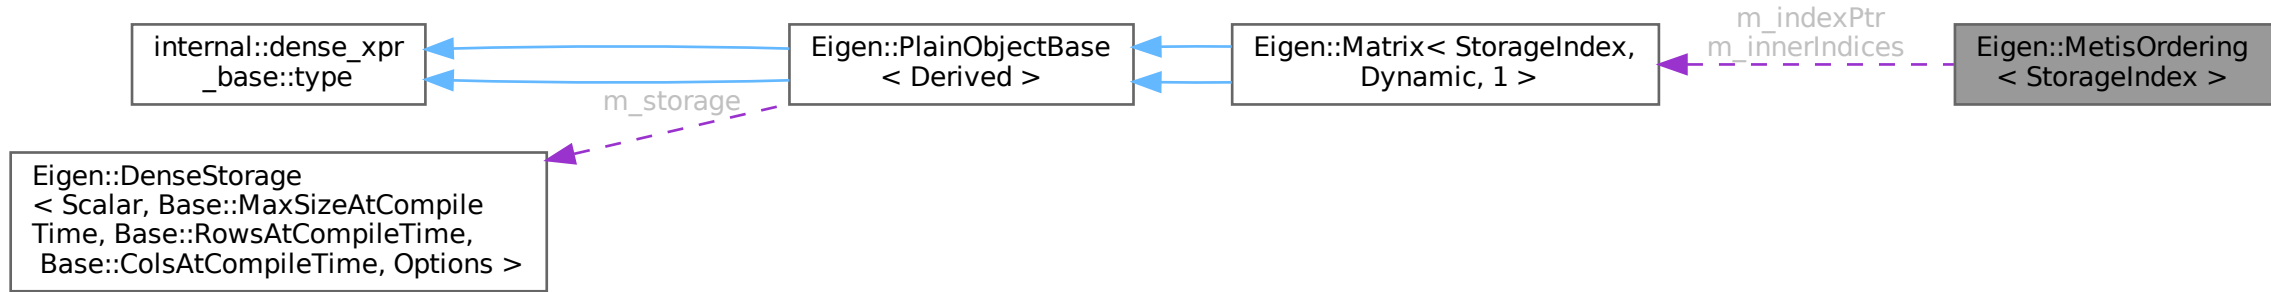 internal::dense_xpr
_base::type
Eigen::PlainObjectBase
< Derived >
Eigen::Matrix< StorageIndex,
Dynamic, 1 >
m_indexPtr
m_innerIndices
Eigen::MetisOrdering
< StorageIndex >
m_storage
Eigen::DenseStorage
< Scalar, Base::MaxSizeAtCompile
Time, Base::RowsAtCompileTime,
Base::ColsAtCompileTime, Options >